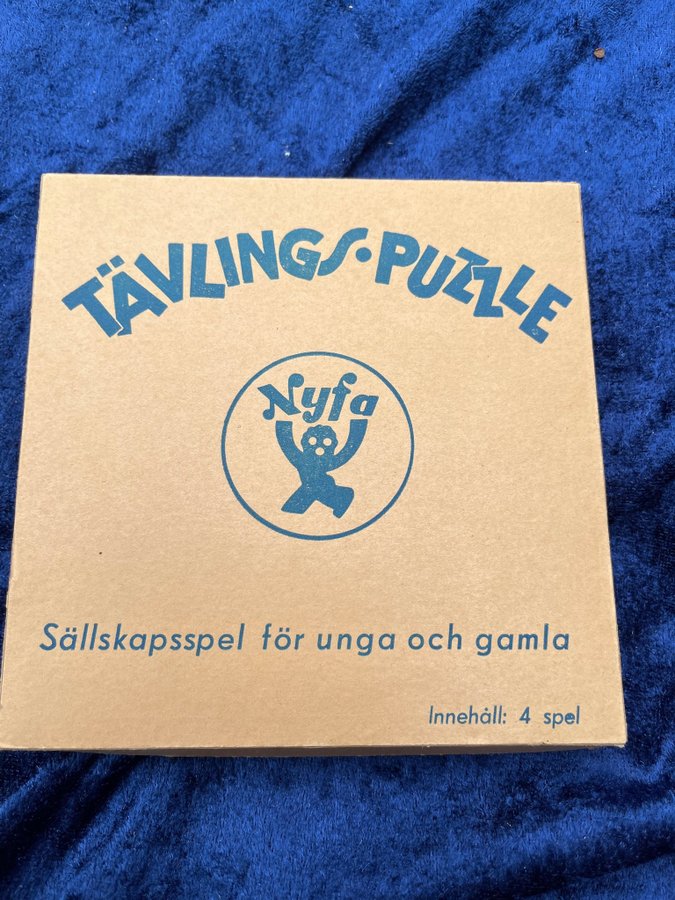 TÄVLINGS·PUZZLE
Nyfa
Sällskapsspel för unga och gamla
Innehåll: 4 spel